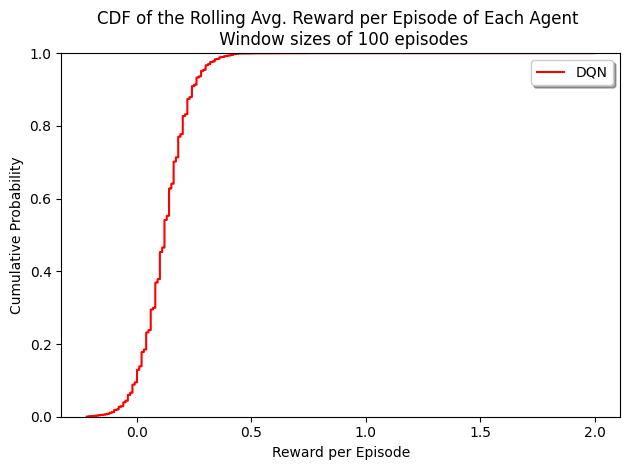 CDF of the Rolling Avg. Reward per Episode of Each Agent
Window sizes of 100 episodes
DQN
Cumulative Probability
1.0
0.8
0.6
0.4
0.2
0.0
0.0 0.5 1.0 1.5 2.0
Reward per Episode